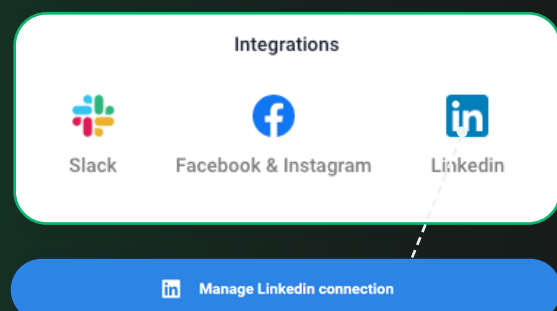 Integrations
Slack
Facebook & Instagram
Linkedin
Manage Linkedin connection